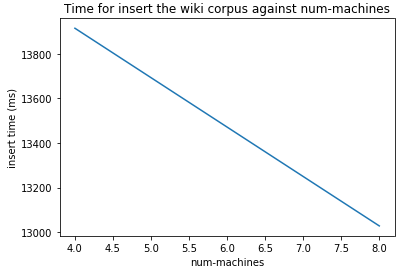 Time for insert the wiki corpus against num-machines
13800
13600
13400
13200
13000
insert time (ms)
4.0 4.5 5.0 5.5 6.0 6.5 7.0 7.5 8.0
num-machines